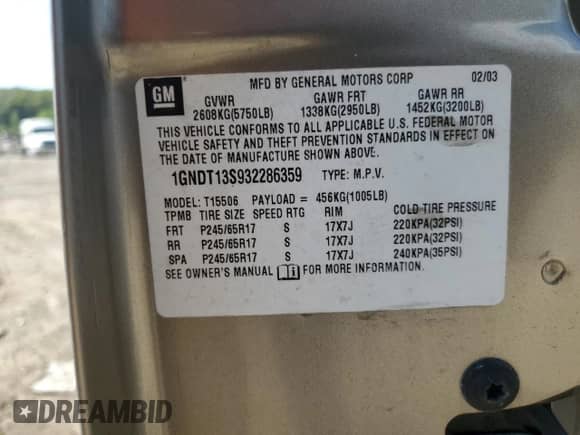 GM
MFD BY GENERAL MOTORS CORP 02/03
GVWR GAWR FRT GAWR RR
2608KG(5750LB) 1338KG(2950LB) 1452KG(3200LB)
THIS VEHICLE CONFORMS TO ALL APPLICABLE U.S. FEDERAL MOTOR
VEHICLE SAFETY AND THEFT PREVENTION STANDARDS IN EFFECT ON
THE DATE OF MANUFACTURE SHOWN ABOVE.
1GNDT13S932286359 TYPE: M.P.V.
MODEL: T15506 PAYLOAD = 456KG(1005LB)
TPMB TIRE SIZE SPEED RTG RIM COLD TIRE PRESSURE
FRT P245/65R17 S 17X7J 220KPA(32PSI)
RR P245/65R17 S 17X7J 220KPA(32PSI)
SPA P245/65R17 S 17X7J 240KPA(35PSI)
SEE OWNER'S MANUAL FOR MORE INFORMATION.
DREAMBID